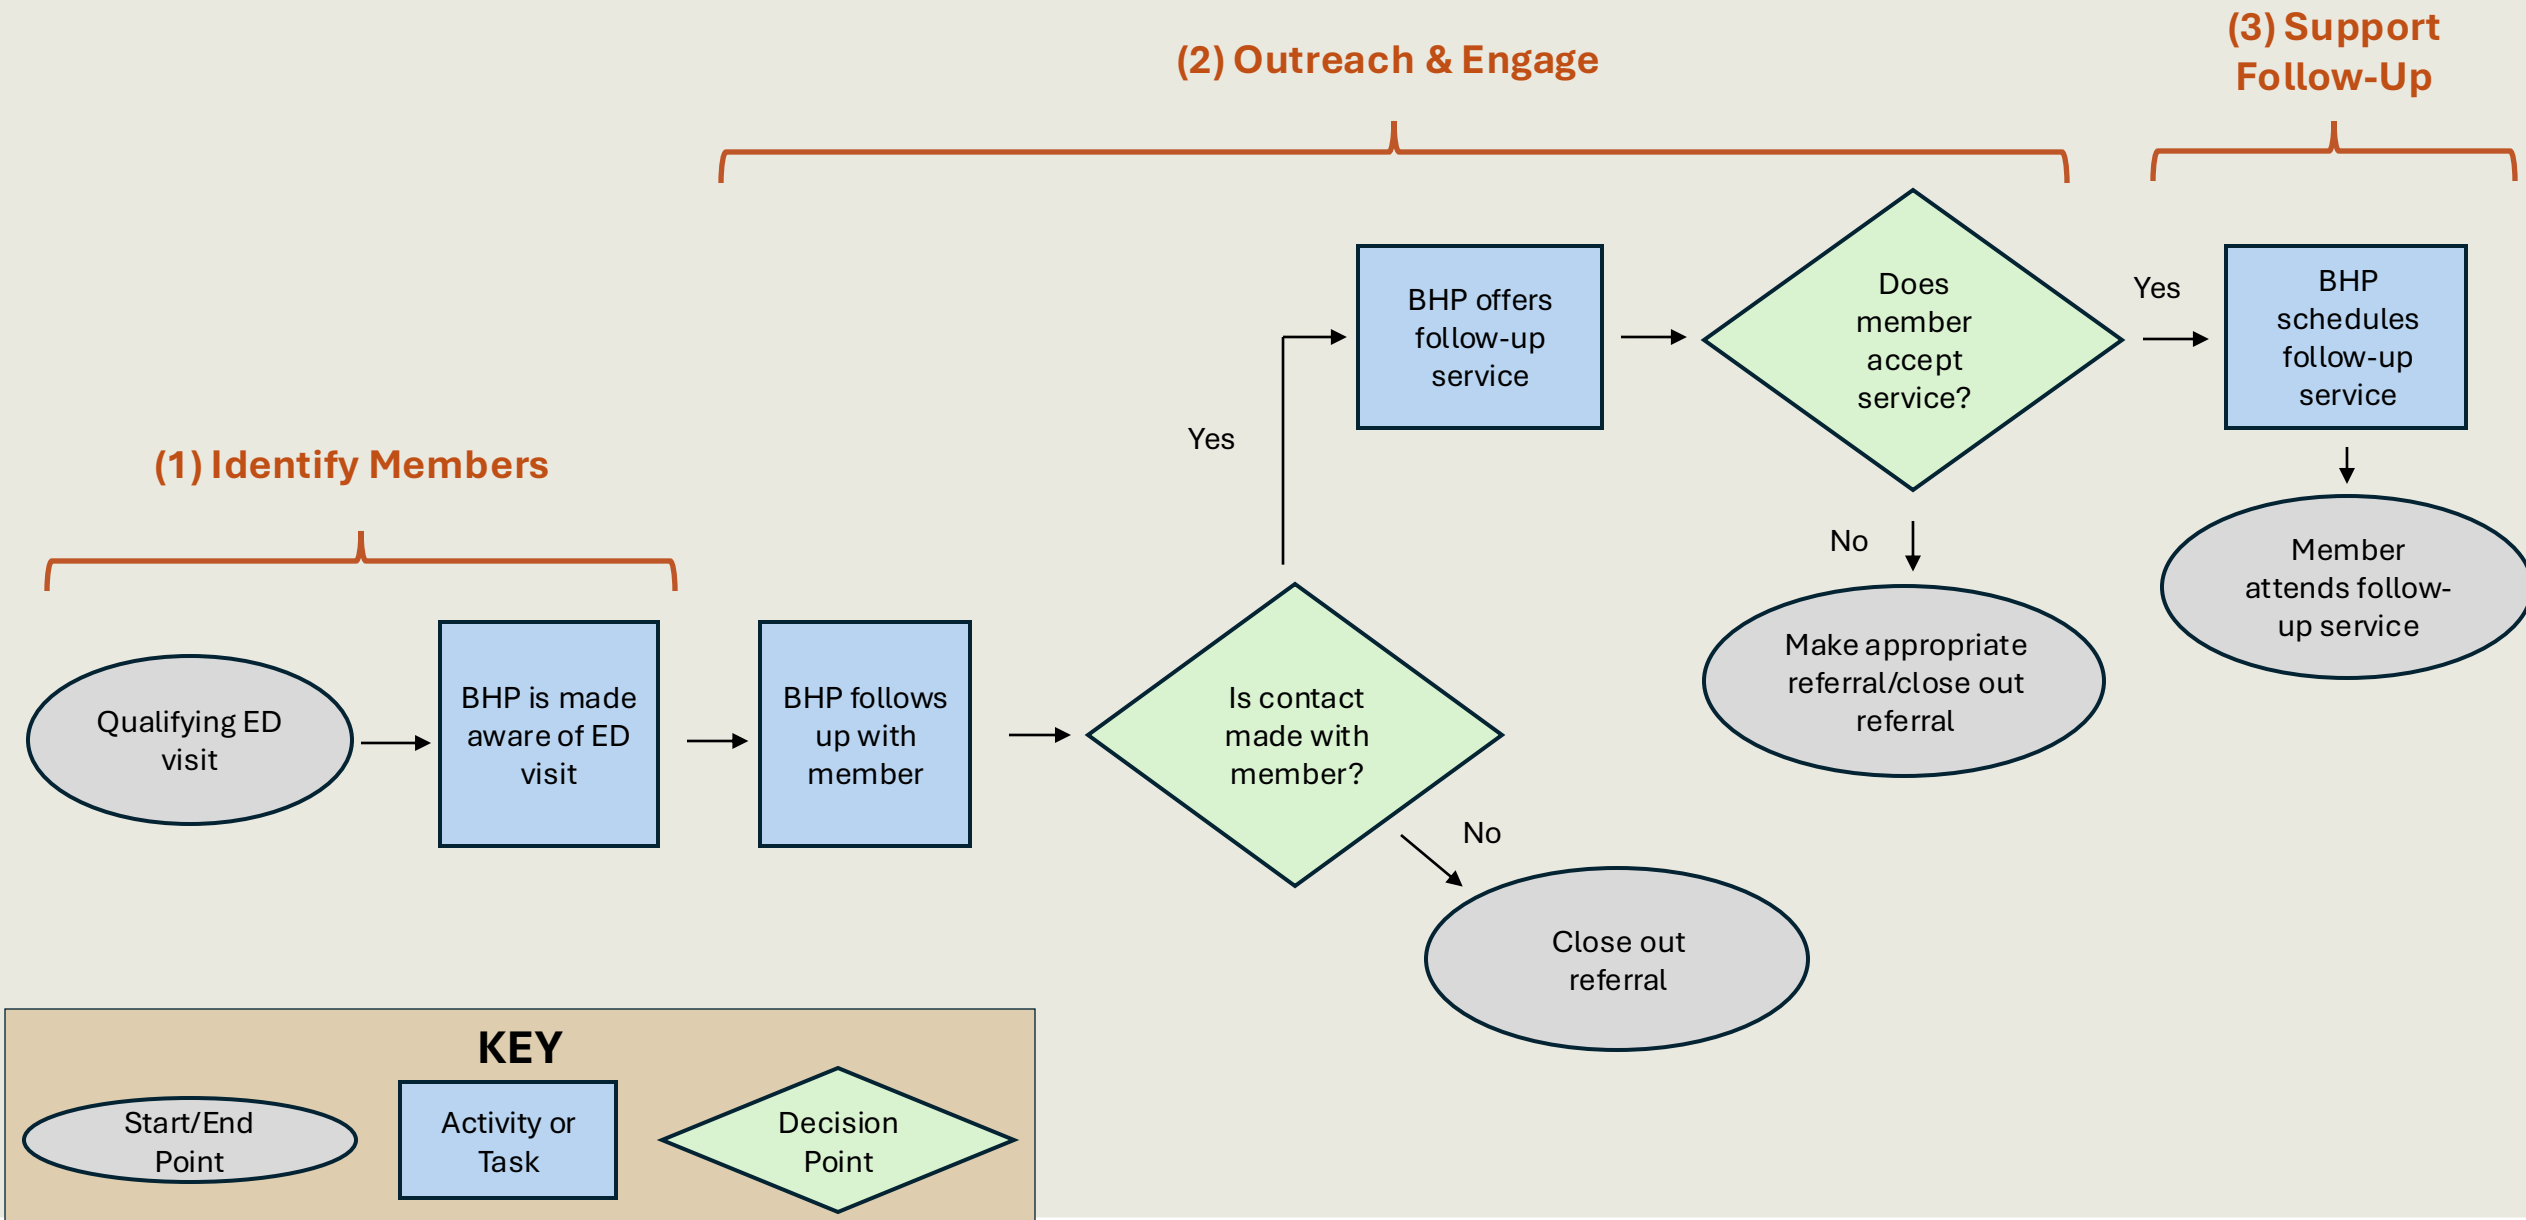 (3) Support
Follow-Up
(2) Outreach & Engage
BHP offers
follow-up
service
Does
member
accept
service?
Yes
BHP
schedules
follow-up
service
Yes
(1) Identify Members
No
Member
attends follow-
up service
Make appropriate
referral/close out
referral
Qualifying ED
visit
BHP is made
aware of ED
visit
BHP follows
up with
member
Is contact
made with
member?
No
Close out
referral
KEY
Start/End
Point
Activity or
Task
Decision
Point